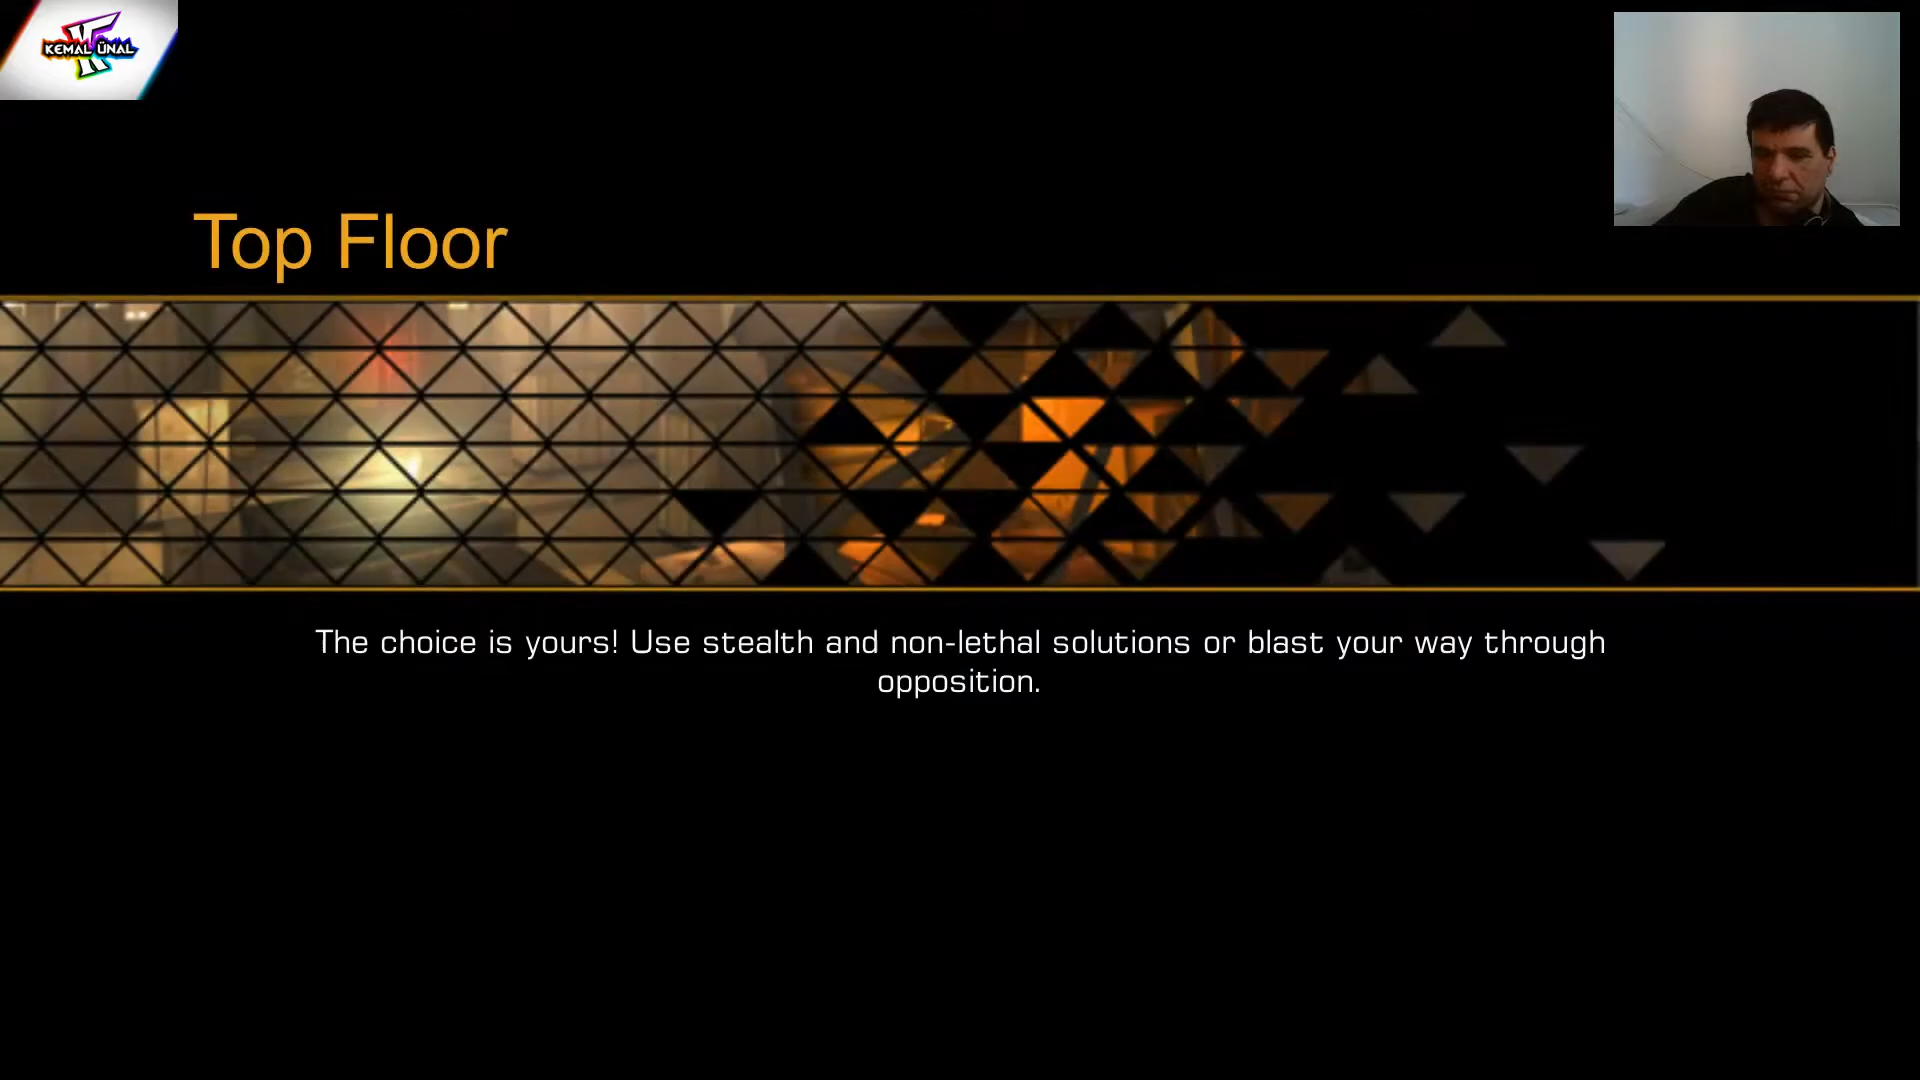 KEMAL ÜNAL
Top Floor
The choice is yours! Use stealth and non-lethal solutions or blast your way through
opposition.